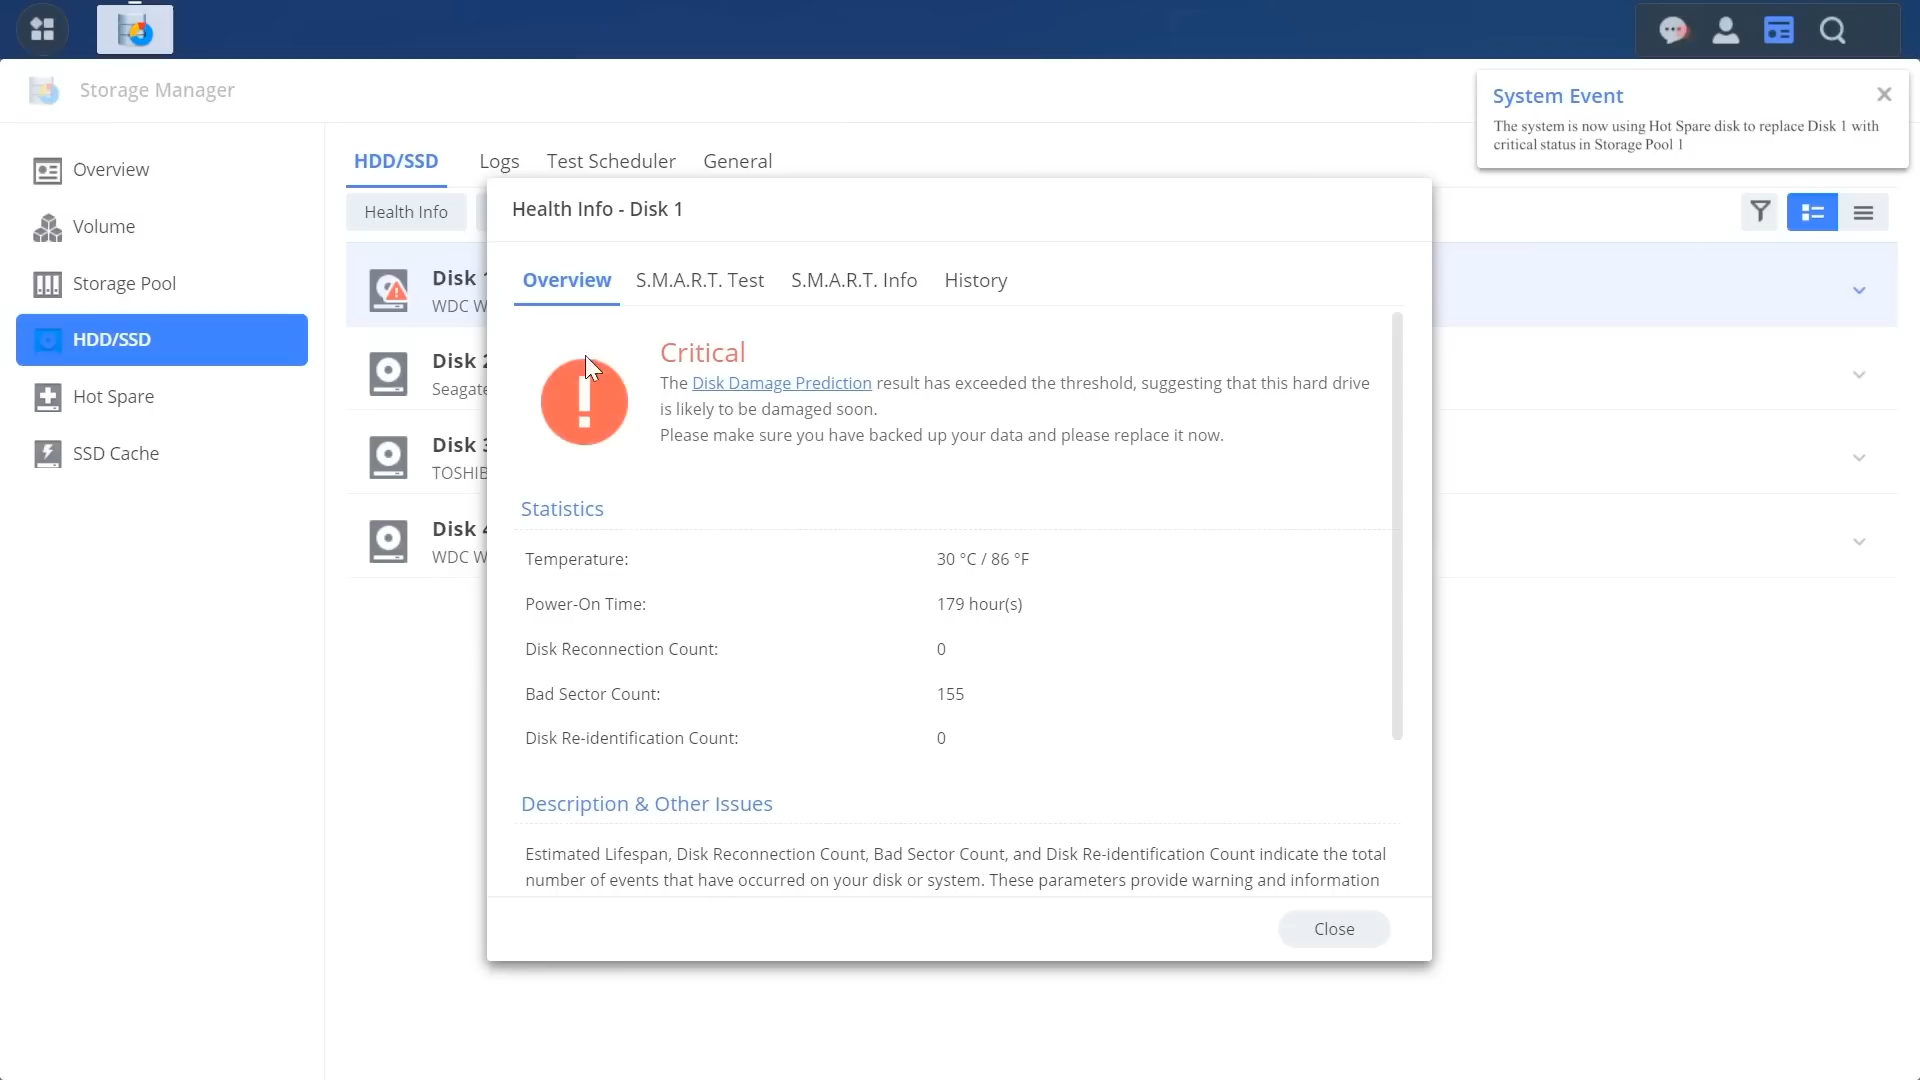 Storage Manager
System Event
The system is now using Hot Spare disk to replace Disk 1 with
critical status in Storage Pool 1
Overview
Volume
Storage Pool
HDD/SSD
Hot Spare
SSD Cache
HDD/SSD Logs Test Scheduler General
Health Info
Disk
WDC
Disk
Disk
Disk
WDC
Health Info - Disk 1
Overview S.M.A.R.T. Test S.M.A.R.T. Info History
Critical
The Disk Damage Prediction result has exceeded the threshold, suggesting that this hard drive
is likely to be damaged soon.
Please make sure you have backed up your data and please replace it now.
Statistics
Temperature: 30 °C / 86 °F
Power-On Time: 179 hour(s)
Disk Reconnection Count: 0
Bad Sector Count: 155
Disk Re-identification Count: 0
Description & Other Issues
Estimated Lifespan, Disk Reconnection Count, Bad Sector Count, and Disk Re-identification Count indicate the total
number of events that have occurred on your disk or system. These parameters provide warning and information
Close